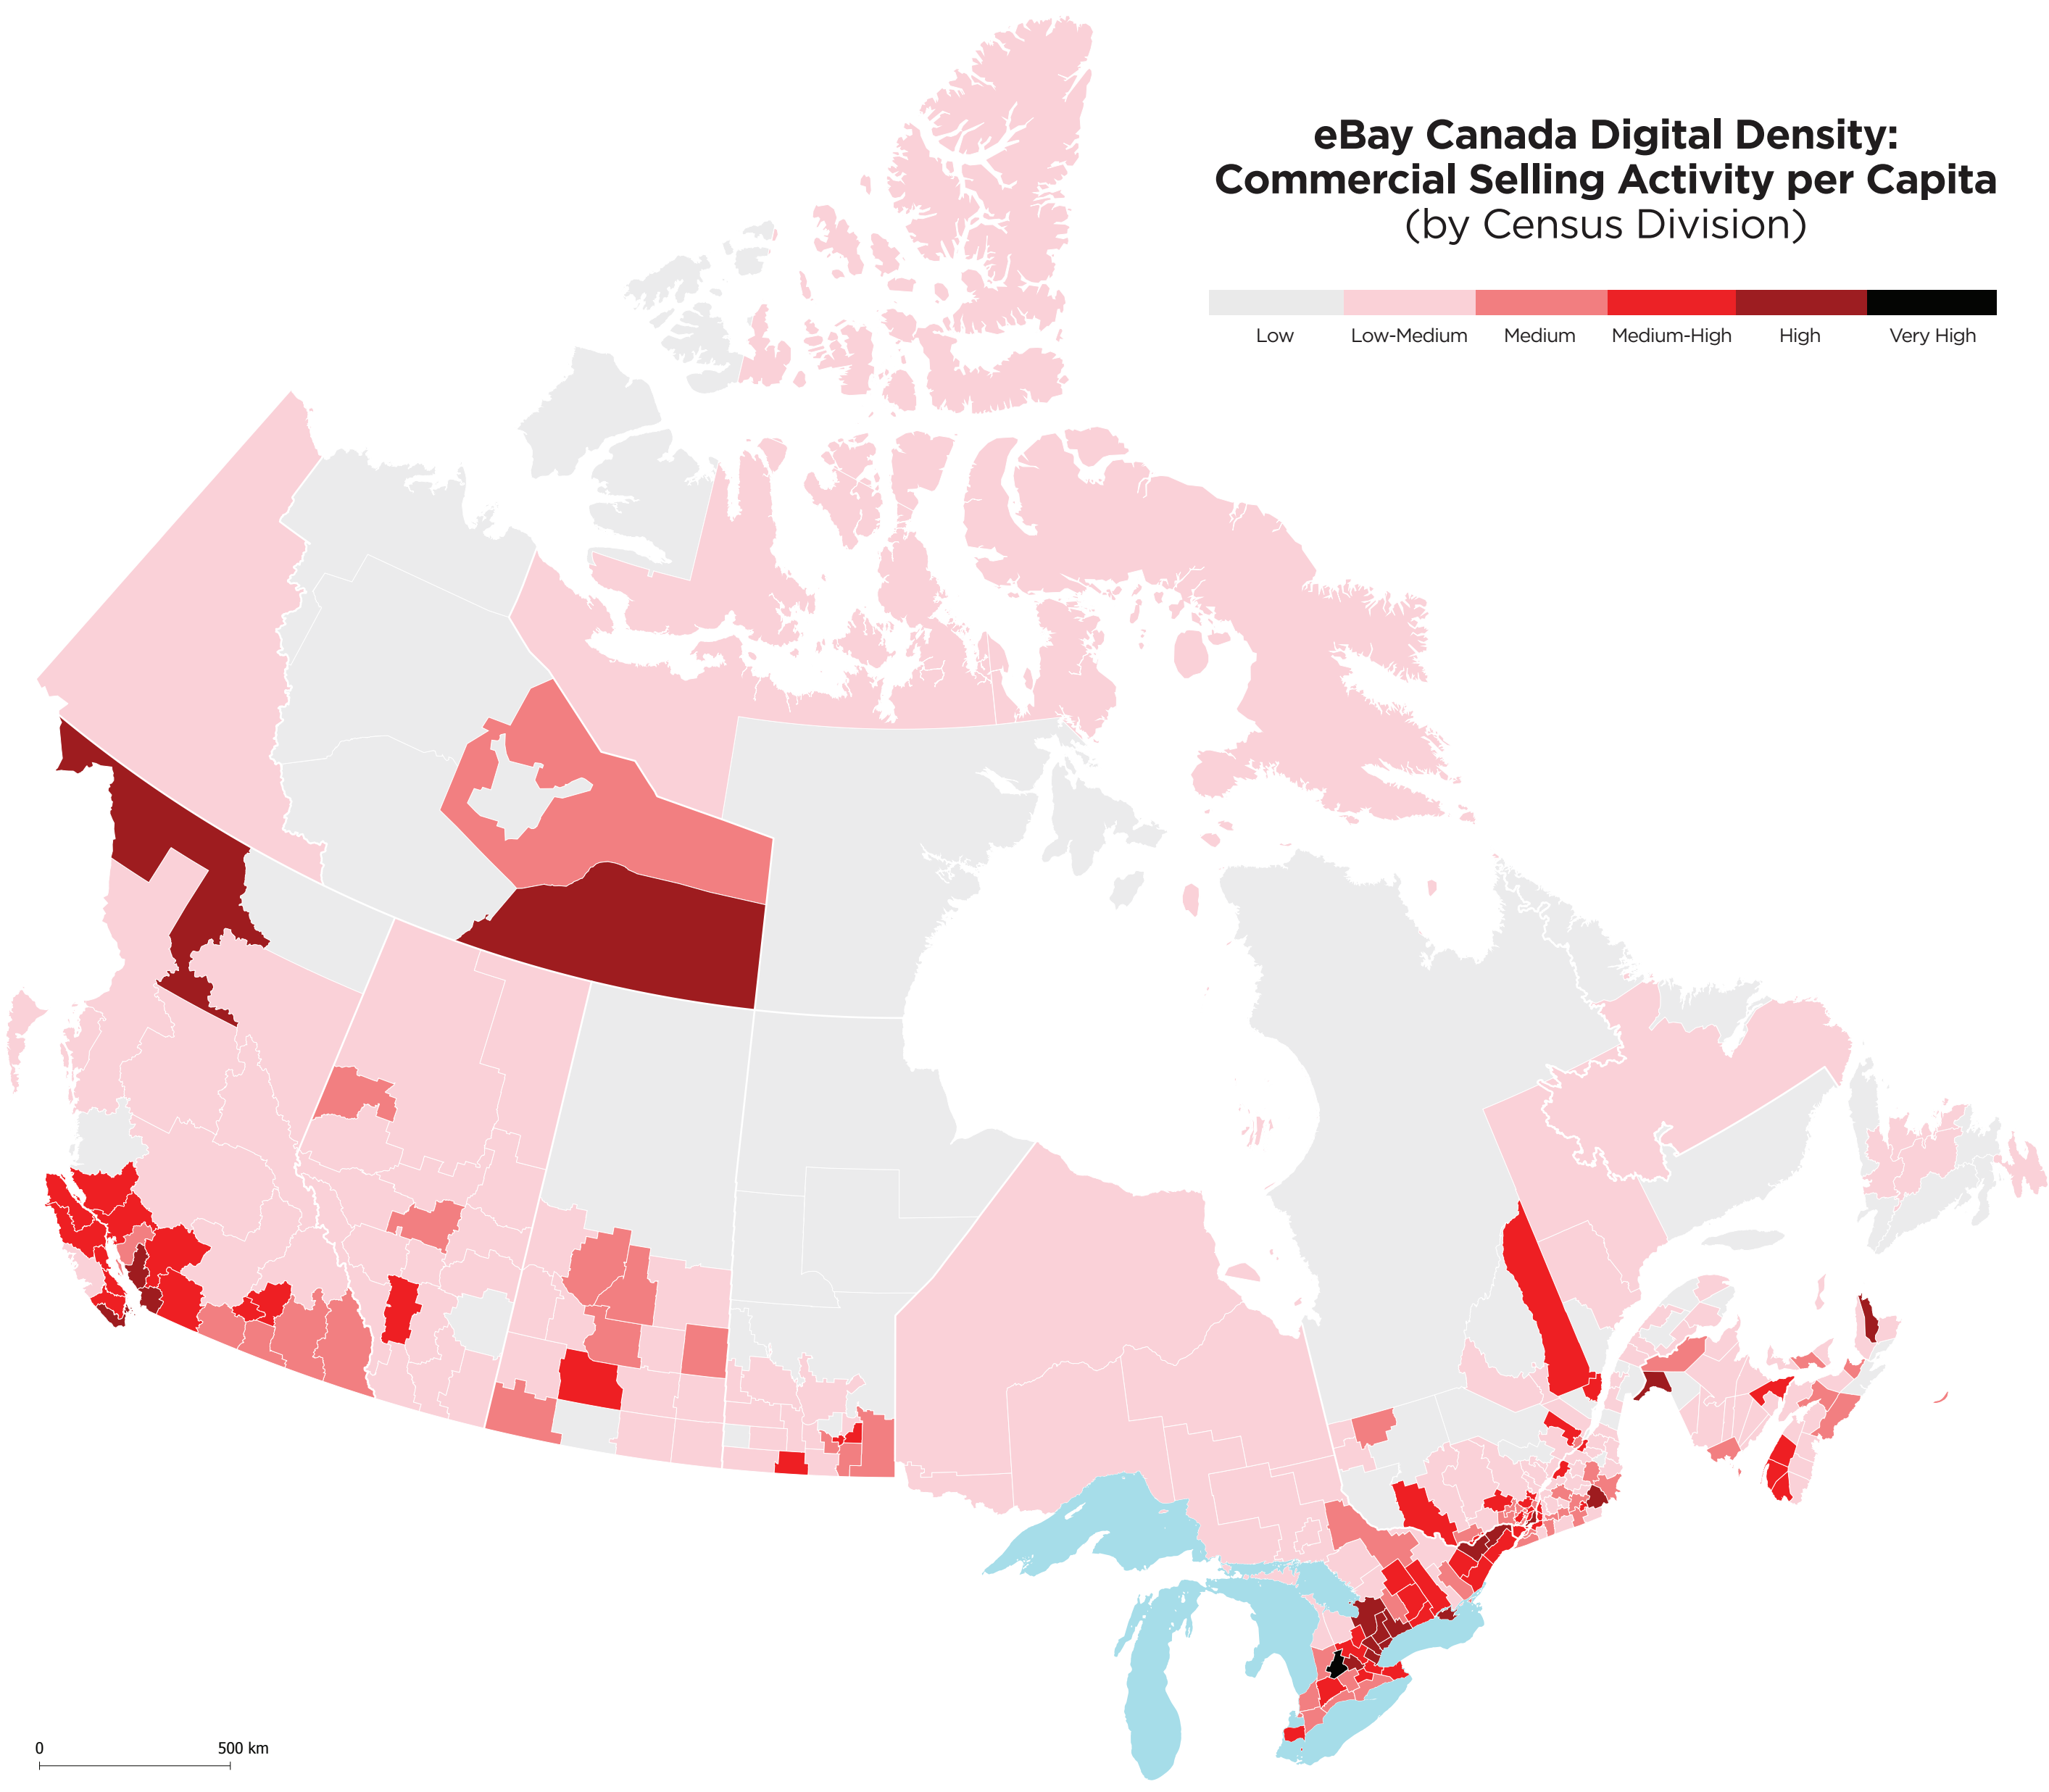 eBay Canada Digital Density:
Commercial Selling Activity per Capita
(by Census Division)
Low Low-Medium Medium Medium-High High Very High
0 500 km